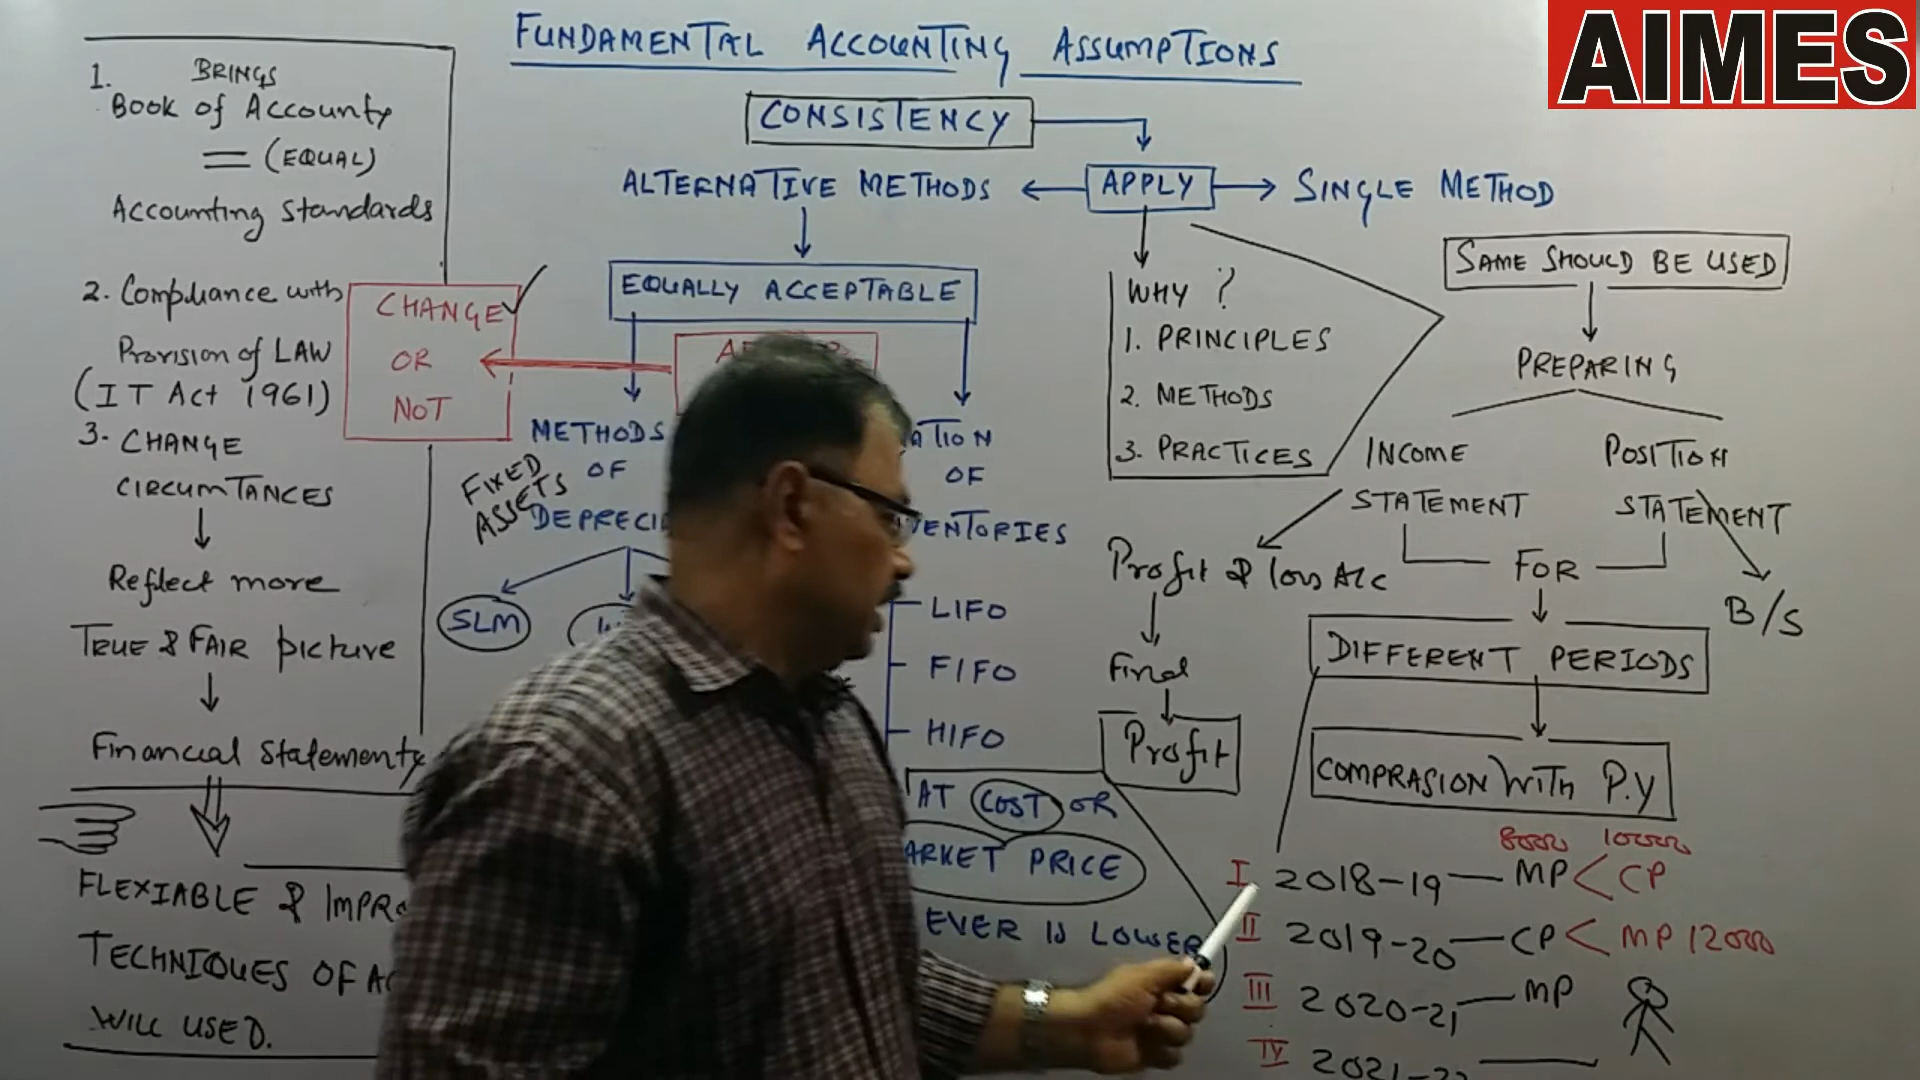 AIMES
FUNDAMENTAL ACCOUNTING ASSUMPTIONS
CONSISTENCY
ALTERNATIVE METHODS
APPLY
SINGLE METHOD
1. BRINGS
Book of Accounts
= (EQUAL)
Accounting Standards
2. Compliance with
Provision of LAW
(IT Act 1961)
3. CHANGE
CIRCUMTANCES
Reflect more
TRUE & FAIR picture
Financial Statements
FLEXIABLE &
TECHNIQUES OF
WILL USED.
CHANGE
OR
NOT
EQUALLY ACCEPTABLE
METHODS
OF
FIXED
ASSETS
SLM
OF
LIFO
FIFO
HIFO
AT COST OR
PRICE
EVER IS LOWER
WHY ?
1. PRINCIPLES
2. METHODS
3. PRACTICES
SAME SHOULD BE USED
PREPARING
INCOME
STATEMENT
POSITION
STATEMENT
FOR
Profit & loss A/c
Final
Profit
B/S
DIFFERENT PERIODS
COMPRASION WITH P.Y
80000 100000
I 2018-19 — MP < CP
II 2019-20 — CP < MP 120000
III 2020-21 — MP
IV